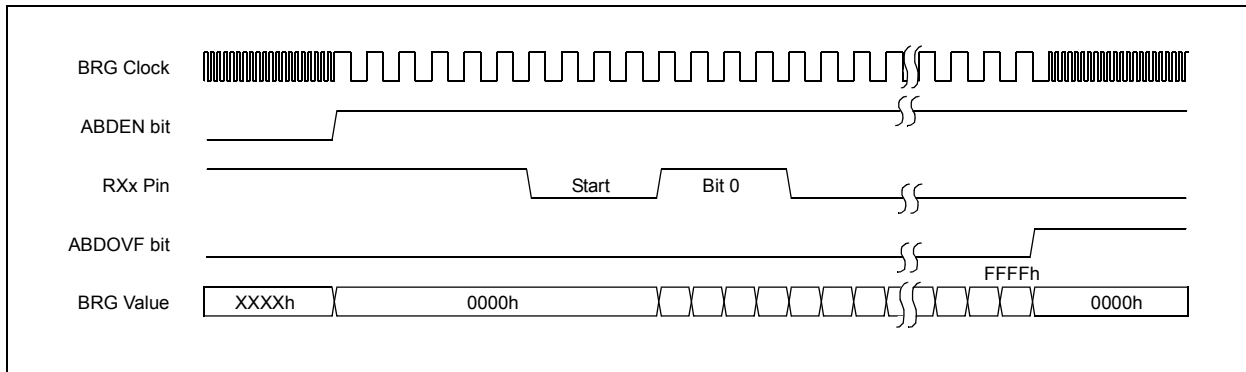 BRG Clock
ABDEN bit
RXx Pin
Start
Bit 0
ABDOVF bit
FFFFh
BRG Value
XXXXh
0000h
0000h